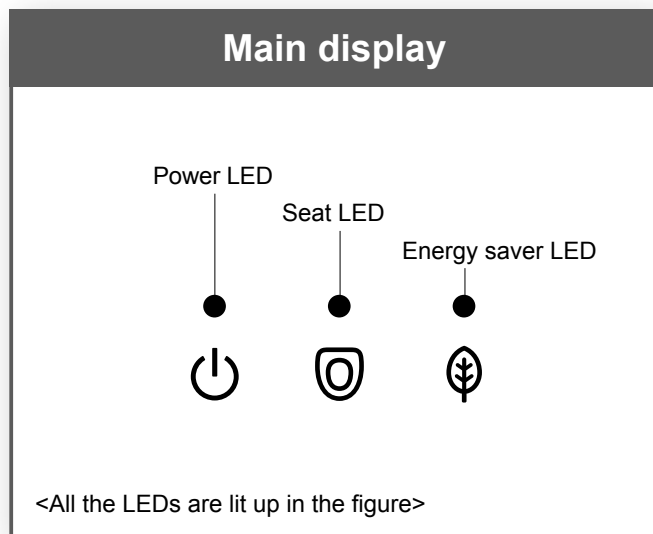 Main display
Power LED
Seat LED
Energy saver LED
<All the LEDs are lit up in the figure>